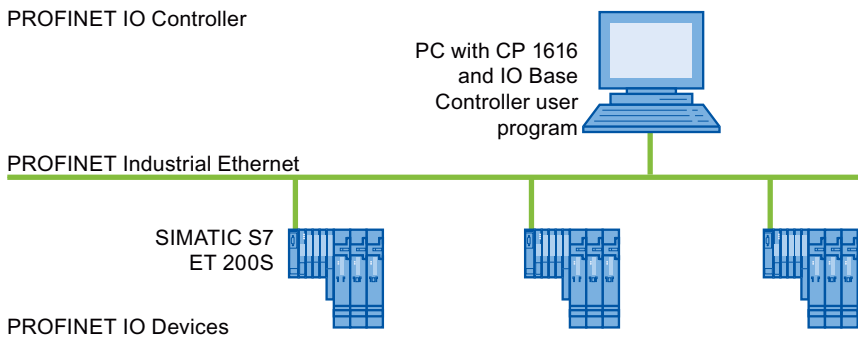 PROFINET IO Controller
PC with CP 1616
and IO Base
Controller user
program
PROFINET Industrial Ethernet
SIMATIC S7
ET 200S
PROFINET IO Devices